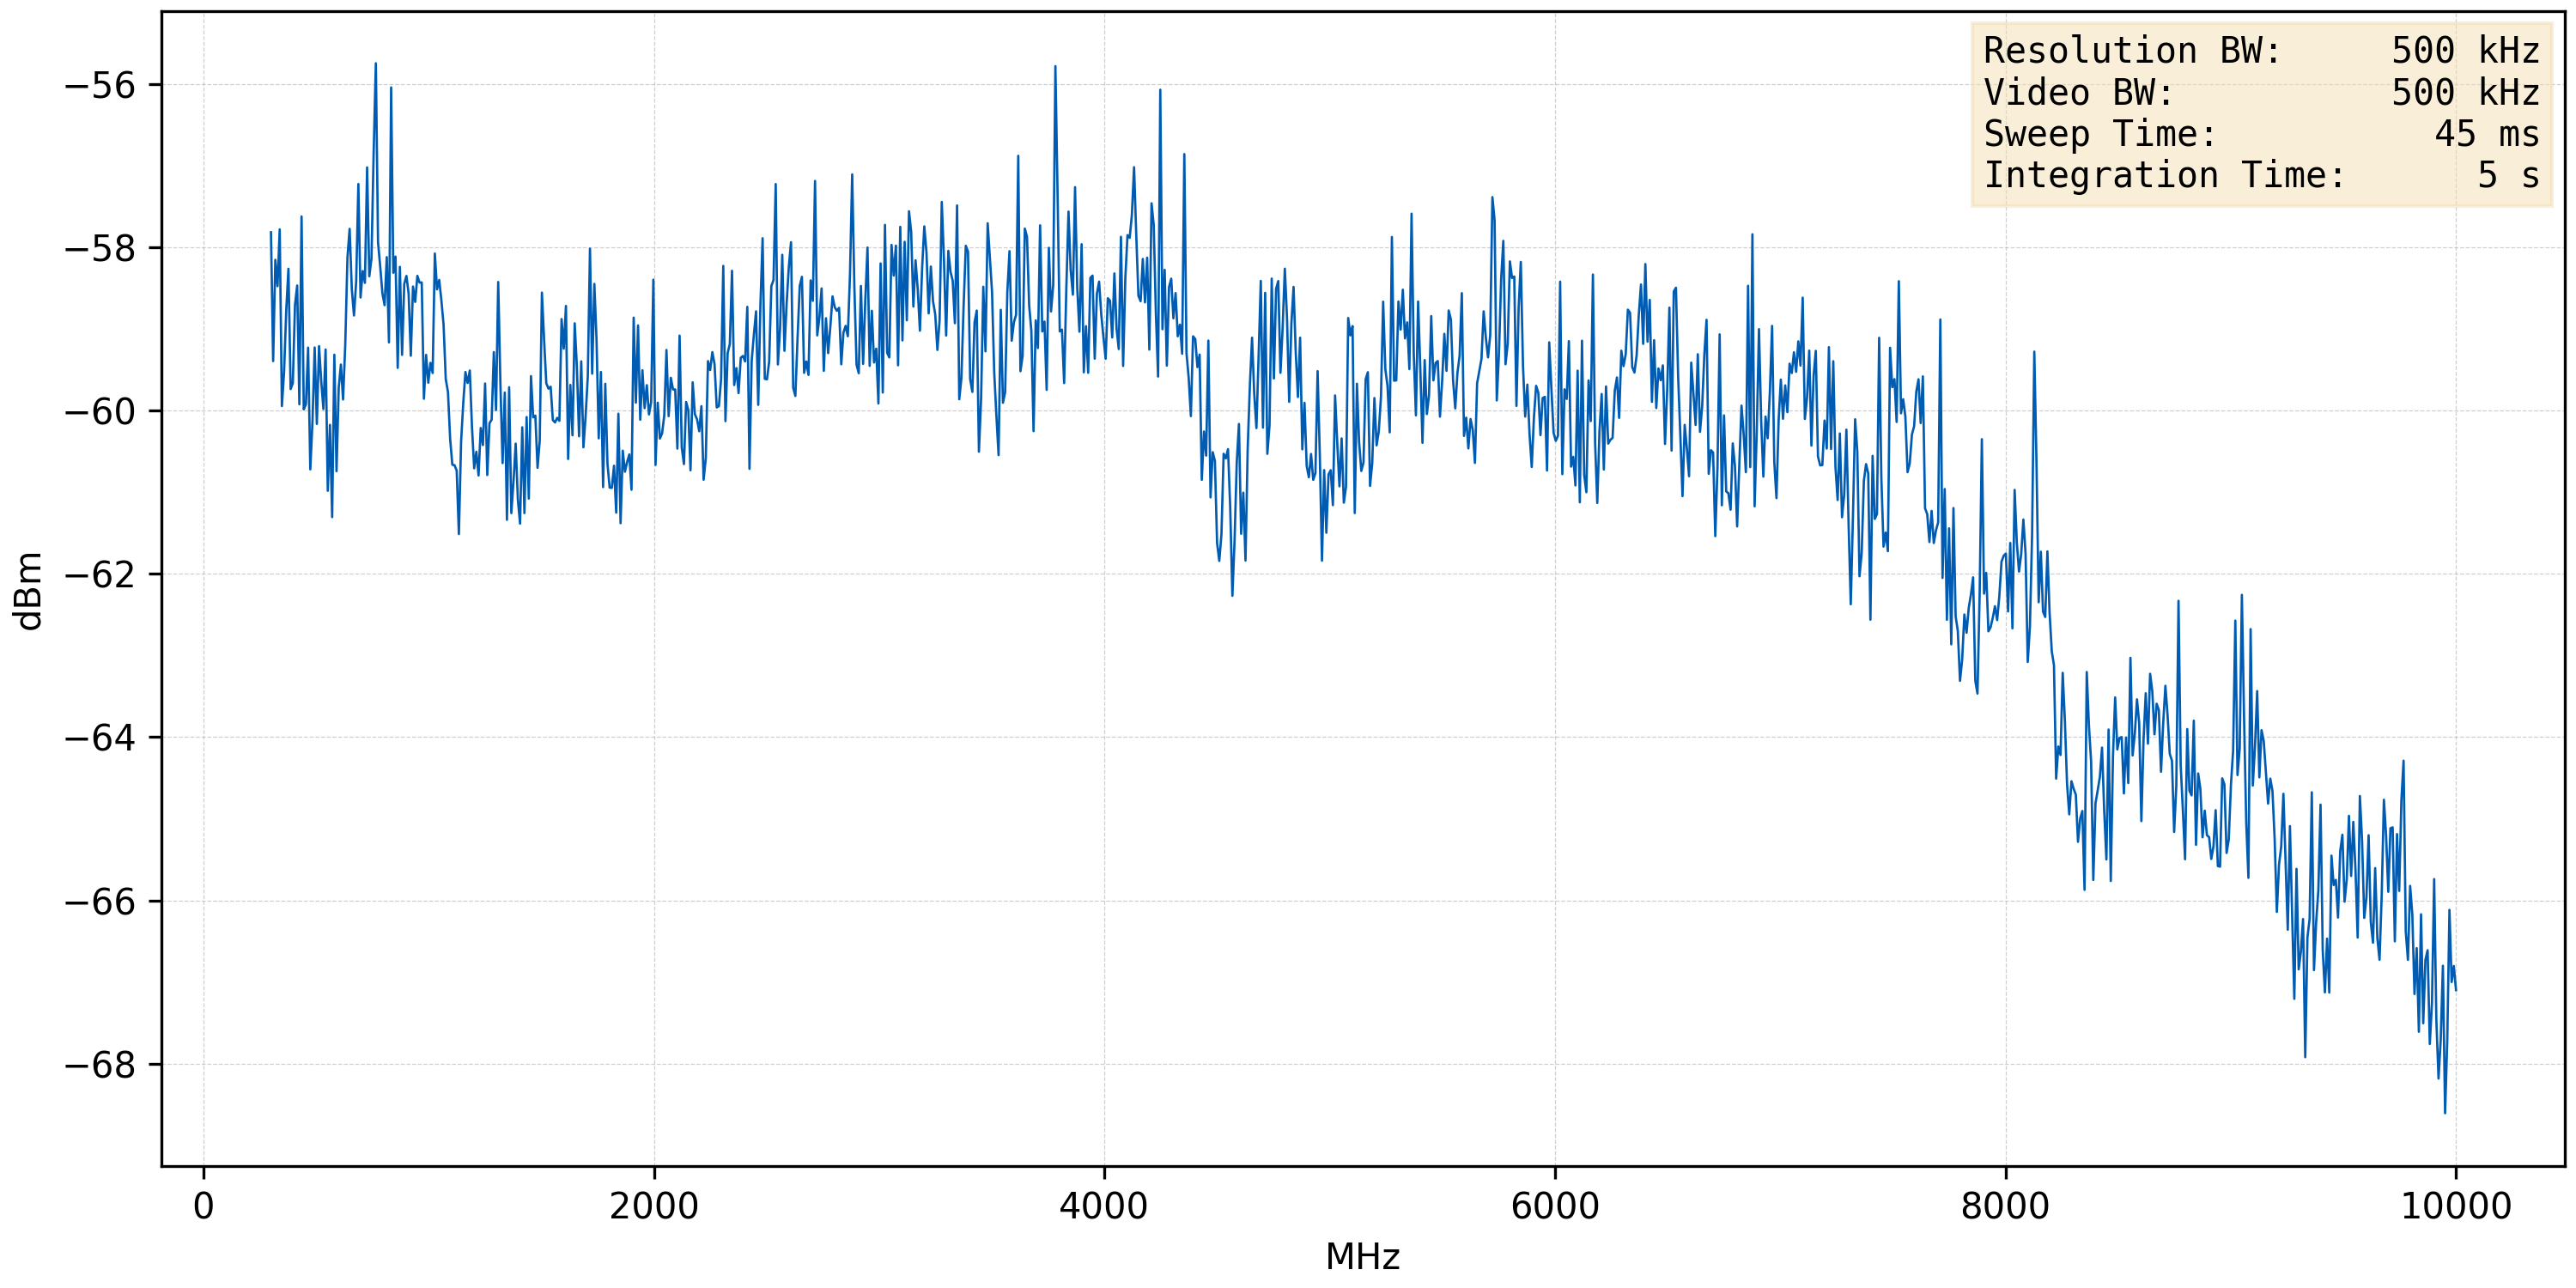 Resolution BW: 500 kHz
Video BW: 500 kHz
Sweep Time: 45 ms
Integration Time: 5 s
−56
−58
−60
−62
−64
−66
−68
dBm
0 2000 4000 6000 8000 10000
MHz